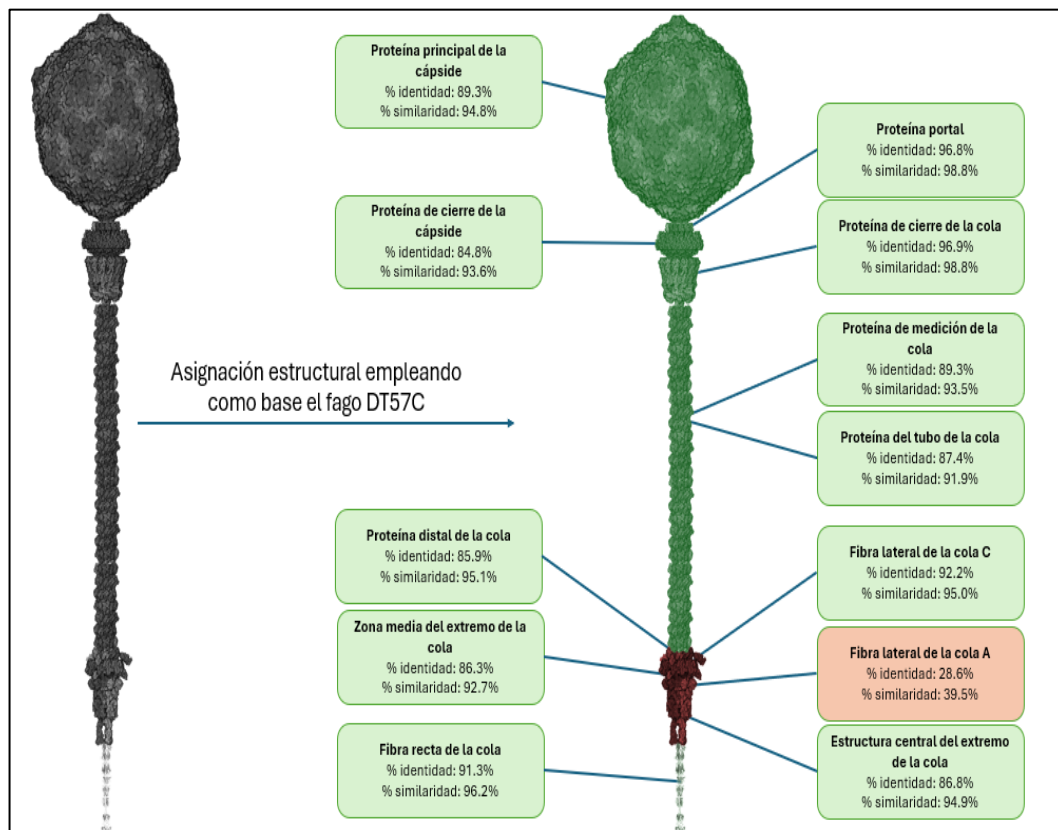 Proteína principal de la
cápside
% identidad: 89.3%
% similaridad: 94.8%
Proteína portal
% identidad: 96.8%
% similaridad: 98.8%
Proteína de cierre de la
cápside
% identidad: 84.8%
% similaridad: 93.6%
Proteína de cierre de la cola
% identidad: 96.9%
% similaridad: 98.8%
Asignación estructural empleando
como base el fago DT57C
Proteína de medición de la
cola
% identidad: 89.3%
% similaridad: 93.5%
Proteína del tubo de la cola
% identidad: 87.4%
% similaridad: 91.9%
Proteína distal de la cola
% identidad: 85.9%
% similaridad: 95.1%
Fibra lateral de la cola C
% identidad: 92.2%
% similaridad: 95.0%
Zona media del extremo de la
cola
% identidad: 86.3%
% similaridad: 92.7%
Fibra lateral de la cola A
% identidad: 28.6%
% similaridad: 39.5%
Fibra recta de la cola
% identidad: 91.3%
% similaridad: 96.2%
Estructura central del extremo
de la cola
% identidad: 86.8%
% similaridad: 94.9%